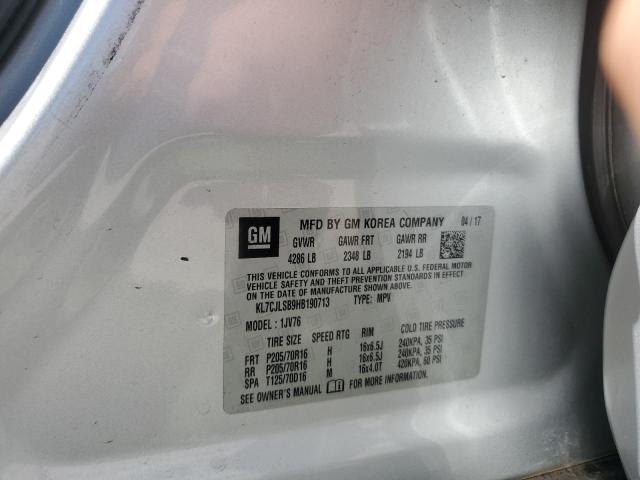 GM
MFD BY GM KOREA COMPANY 04/17
GVWR GAWR FRT GAWR RR
4286 LB 2348 LB 2194 LB
THIS VEHICLE CONFORMS TO ALL APPLICABLE U.S. FEDERAL MOTOR
VEHICLE SAFETY, BUMPER, AND THEFT PREVENTION STANDARDS IN EFFECT
ON THE DATE OF MANUFACTURE SHOWN ABOVE.
KL7CJLSB9HB190713 TYPE: MPV
MODEL: 1JV76
TIRE SIZE SPEED RTG RIM COLD TIRE PRESSURE
FRT P205/70R16 H 16x6.5J 240KPA, 35 PSI
RR P205/70R16 H 16x6.5J 240KPA, 35 PSI
SPA T125/70D16 M 16x4.0T 420KPA, 60 PSI
SEE OWNER'S MANUAL FOR MORE INFORMATION.